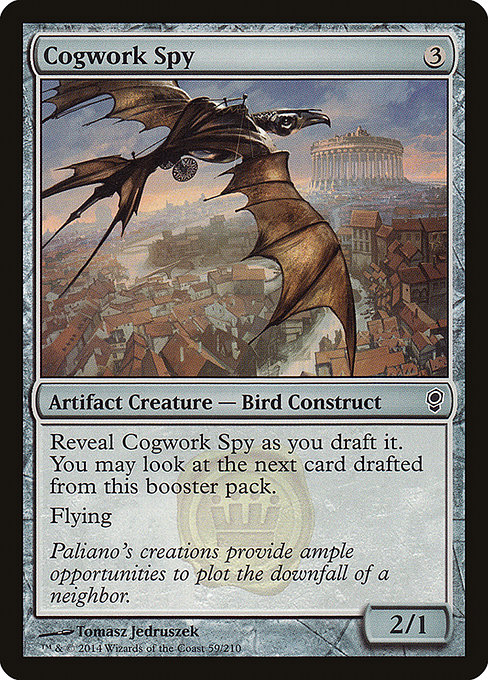 Cogwork Spy 3
Artifact Creature — Bird Construct
Reveal Cogwork Spy as you draft it.
You may look at the next card drafted
from this booster pack.
Flying
Paliano's creations provide ample
opportunities to plot the downfall of a
neighbor.
Tomasz Jedruszek
2/1
™ & © 2014 Wizards of the Coast 59/210